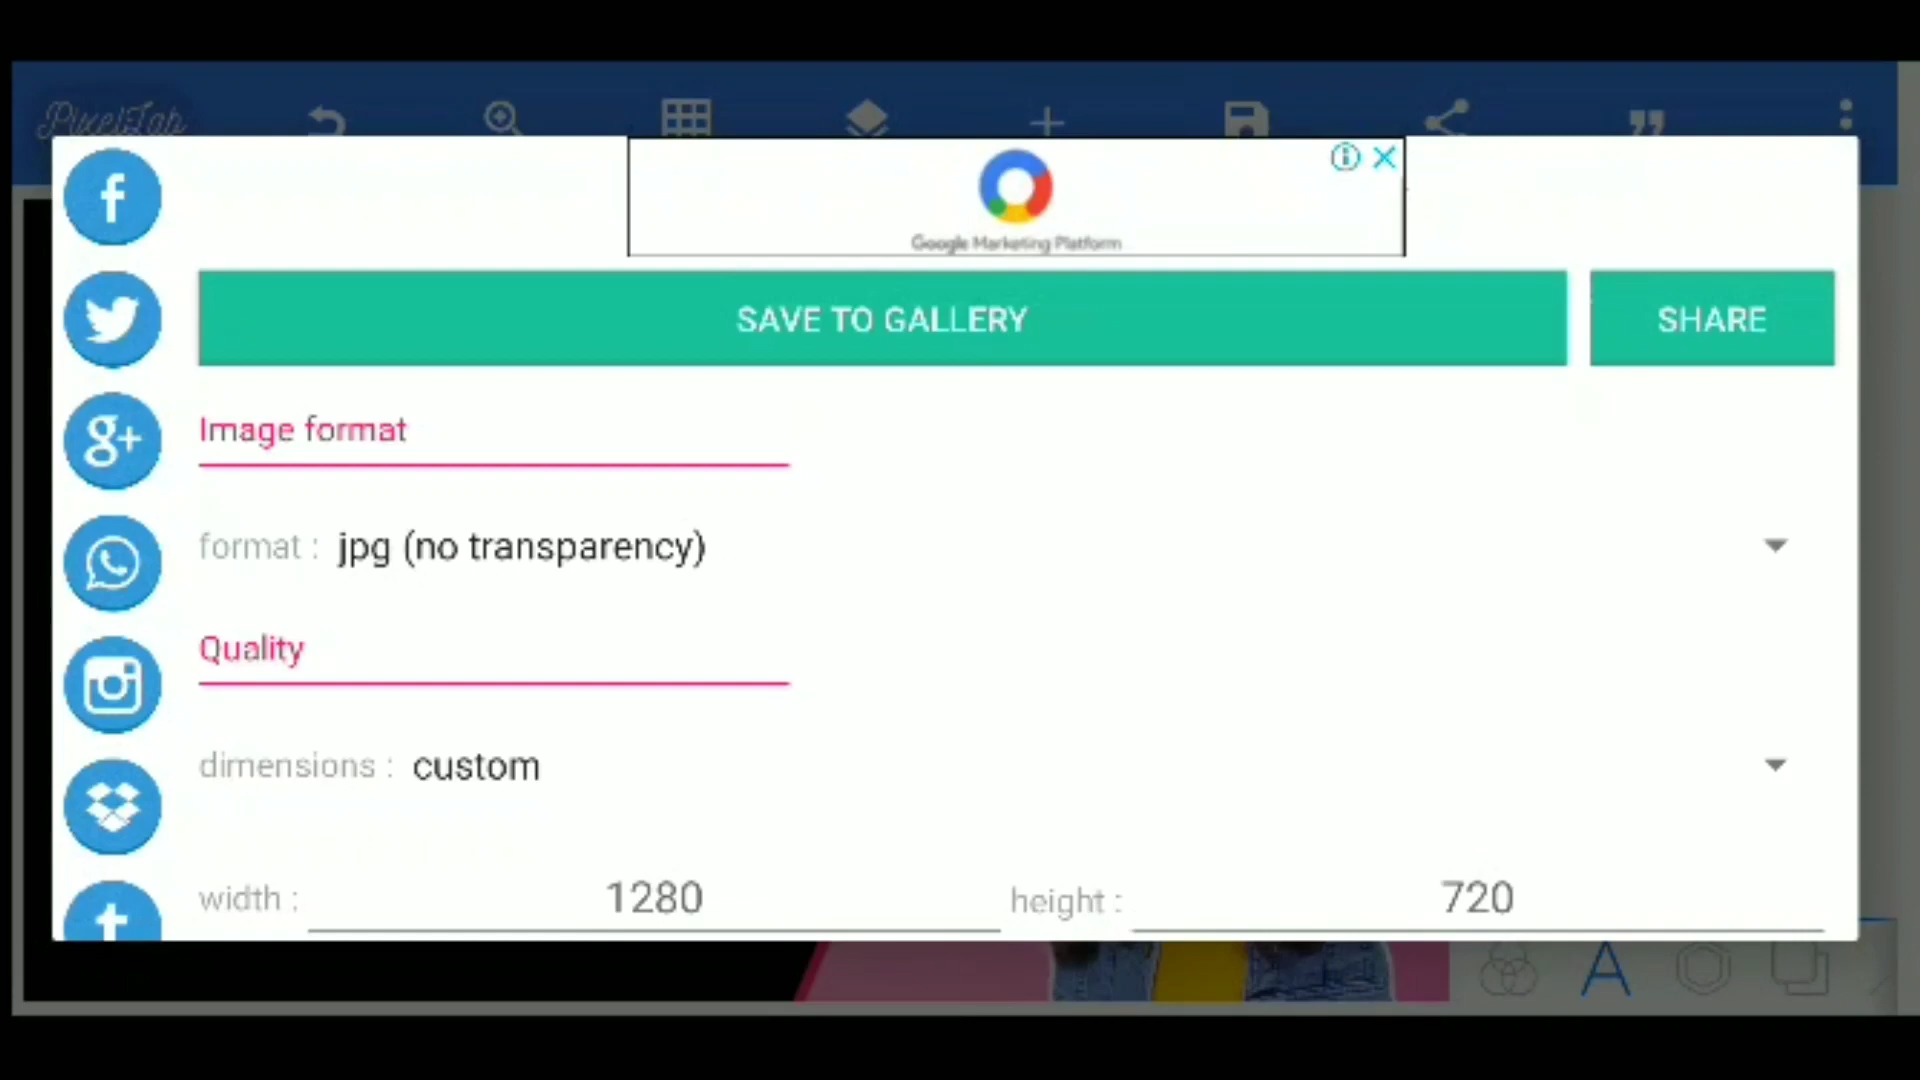 PixelLab
Google Marketing Platform
SAVE TO GALLERY
SHARE
Image format
format : jpg (no transparency)
Quality
dimensions : custom
width : 1280 height : 720